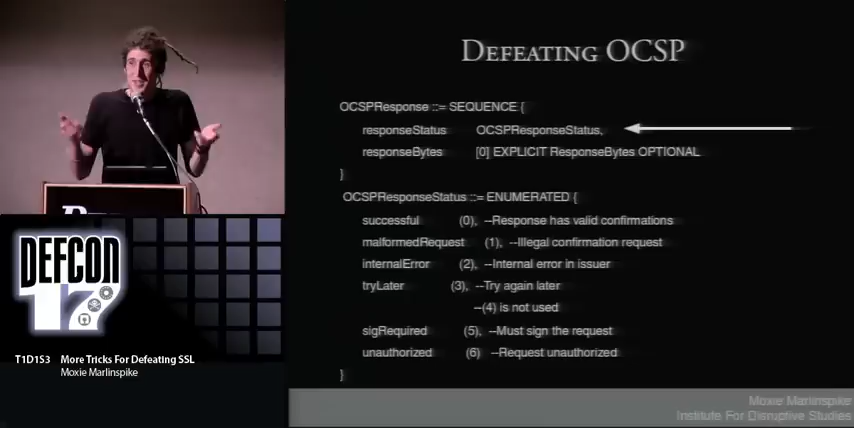 DEFEATING OCSP
OCSPResponse ::= SEQUENCE {
responseStatus OCSPResponseStatus,
responseBytes [0] EXPLICIT ResponseBytes OPTIONAL
}
OCSPResponseStatus ::= ENUMERATED {
successful (0), --Response has valid confirmations
malformedRequest (1), --Illegal confirmation request
internalError (2), --Internal error in issuer
tryLater (3), --Try again later
--(4) is not used
sigRequired (5), --Must sign the request
unauthorized (6) --Request unauthorized
}
Moxie Marlinspike
Institute For Disruptive Studies
DEFCON
17
T1D1S3 More Tricks For Defeating SSL
Moxie Marlinspike